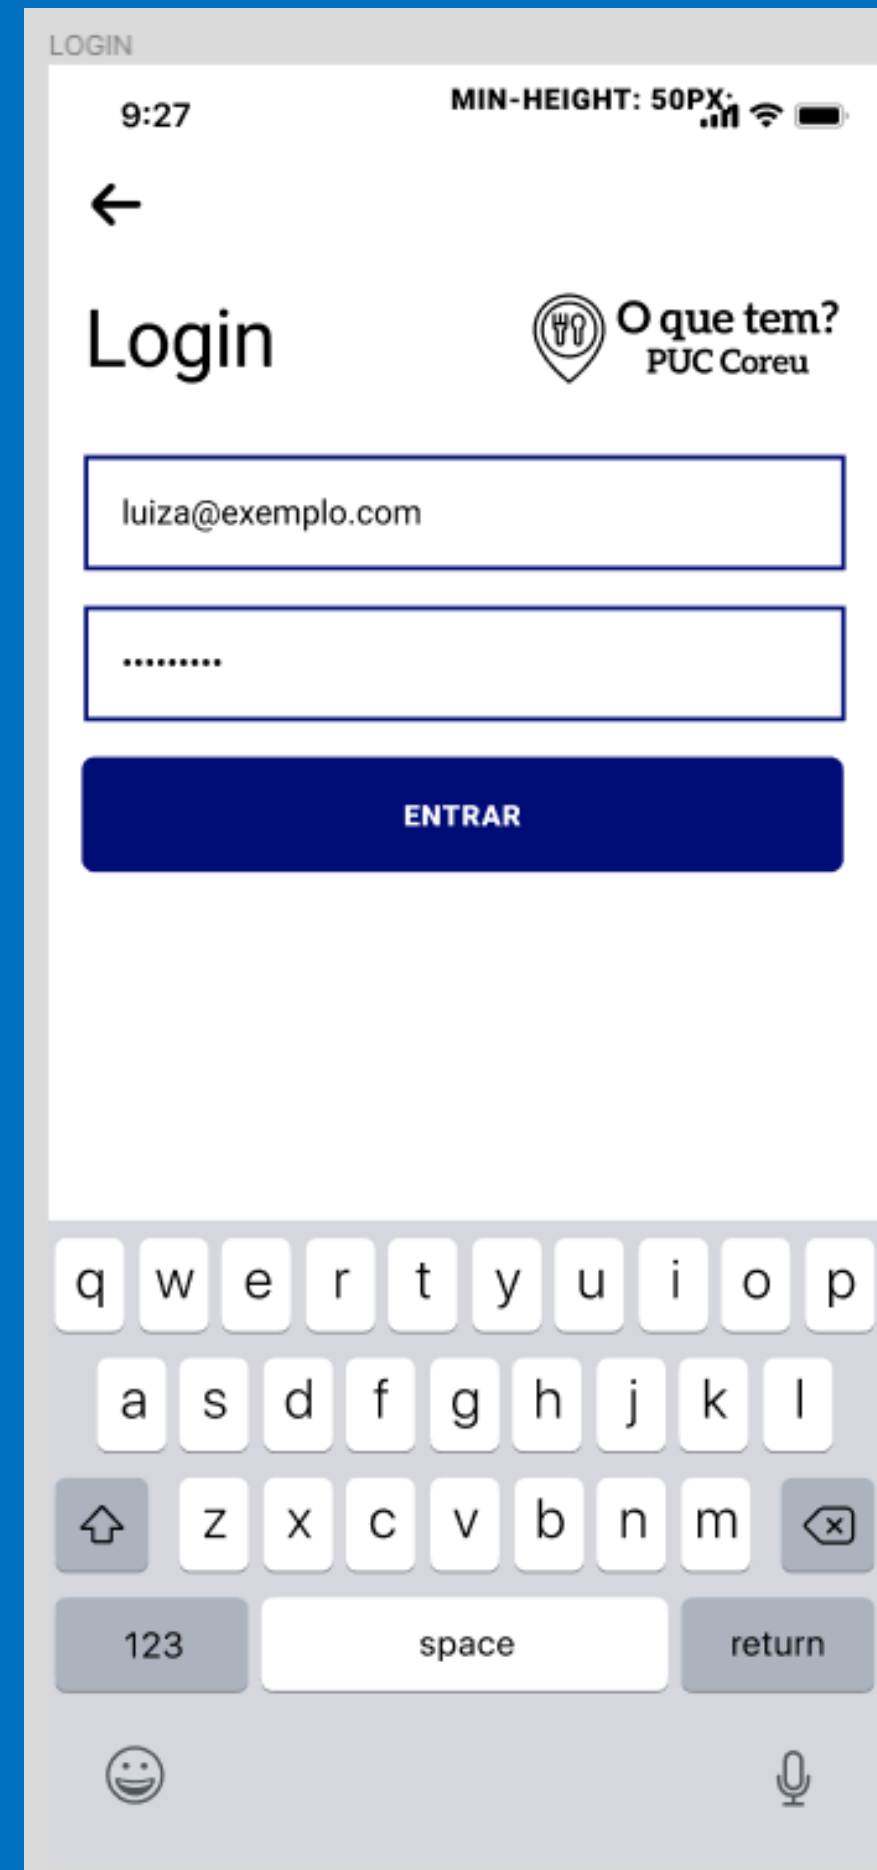 LOGIN
9:27
MIN-HEIGHT: 50PX;
Login
O que tem?
PUC Coreu
luiza@exemplo.com
•••••••••
ENTRAR
q w e r t y u i o p
a s d f g h j k l
z x c v b n m
123 space return